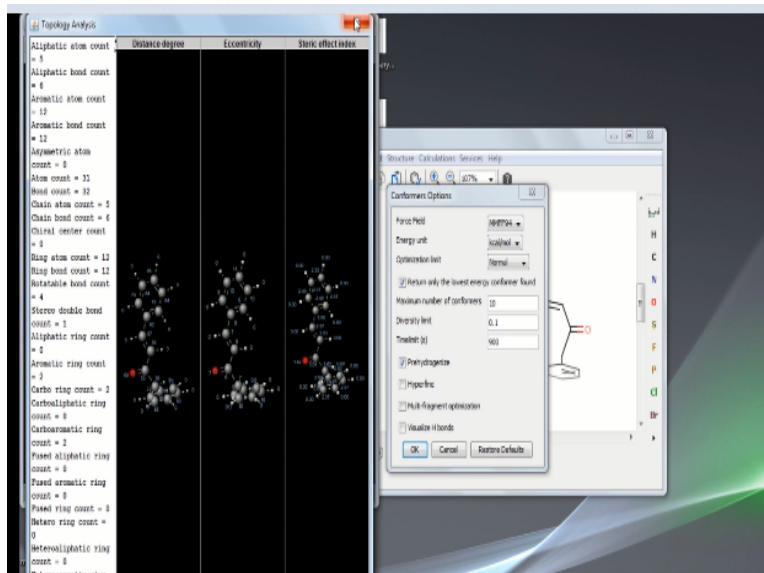 Topology Analysis
Distance degree Eccentricity Steric effect index
Aliphatic atom count
= 5
Aliphatic bond count
= 6
Aromatic atom count
= 12
Aromatic bond count
= 12
Asymmetric atom
count = 0
Atom count = 31
Bond count = 32
Chain atom count = 5
Chain bond count = 6
Chiral center count
= 0
Ring atom count = 12
Ring bond count = 12
Rotatable bond count
= 4
Stereo double bond
count = 1
Aliphatic ring count
= 0
Aromatic ring count
= 2
Carbo ring count = 2
Carboaliphatic ring
count = 0
Carboaromatic ring
count = 2
Fused aliphatic ring
count = 0
Fused aromatic ring
count = 0
Fused ring count = 0
Hetero ring count =
0
Heteroaliphatic ring
count = 0
Structure Calculations Services Help
107%
Conformers Options
Force Field MMFF94
Energy unit kcal/mol
Optimization limit Normal
Return only the lowest energy conformer found
Maximum number of conformers 10
Diversity limit 0.1
Timelimit (s) 900
Prehydrogenize
Hyperfine
Multi-fragment optimization
Visualize H bonds
OK Cancel Restore Defaults
O
H
C
N
O
S
F
P
Cl
Br